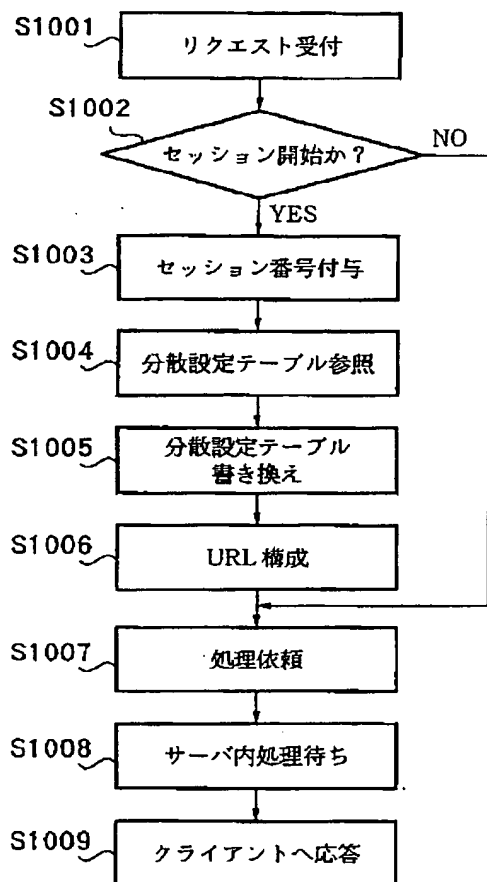 S1001
リクエスト受付
S1002
セッション開始か？
NO
YES
S1003
セッション番号付与
S1004
分散設定テーブル参照
S1005
分散設定テーブル
書き換え
S1006
URL構成
S1007
処理依頼
S1008
サーバ内処理待ち
S1009
クライアントへ応答